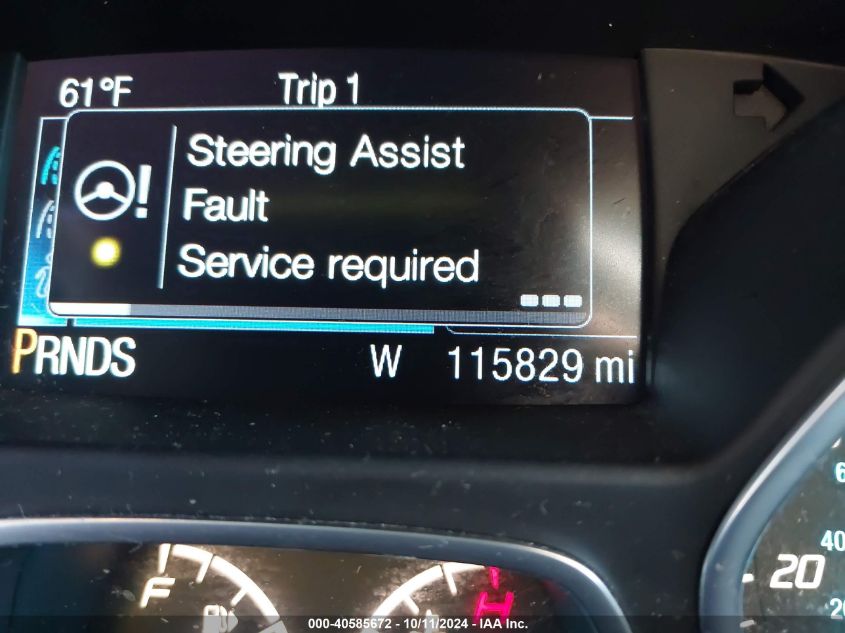 61°F Trip 1
Steering Assist
Fault
Service required
PRNDS W 115829 mi
F H
20
40
000-40585672 - 10/11/2024 - IAA Inc.